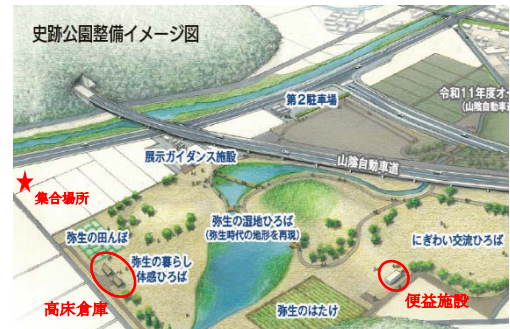 史跡公園整備イメージ図
令和11年度オー
(山陰自動車道
第2駐車場
展示ガイダンス施設
山陰自動車道
集合場所
弥生の湿地ひろば
(弥生時代の地形を再現)
弥生の田んぼ
にぎわい交流ひろば
弥生の暮らし
体感ひろば
高床倉庫
弥生のはたけ
便益施設